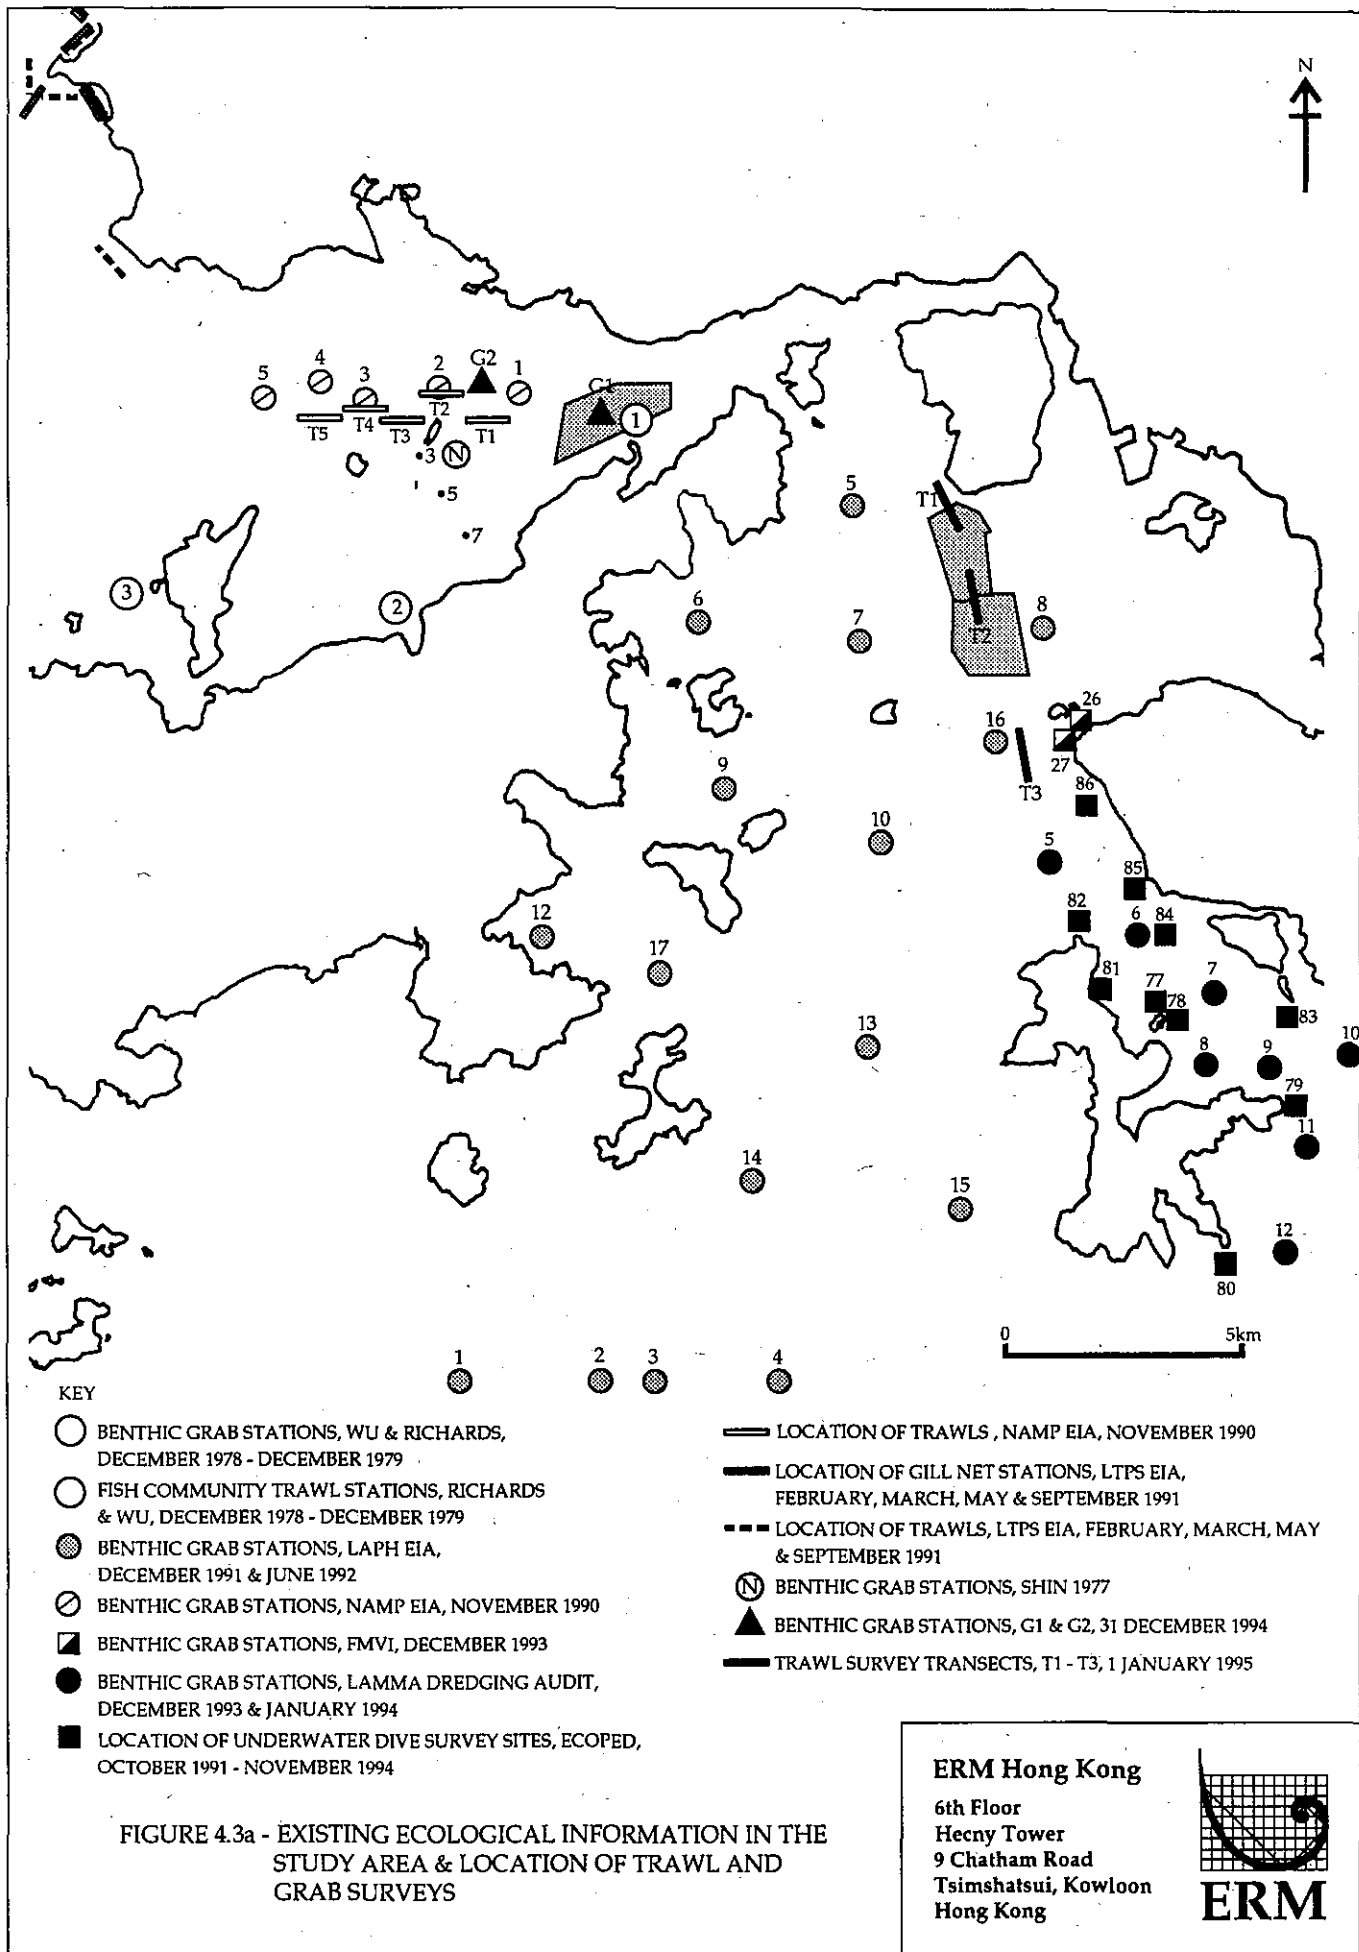 N
G2
4
2
1
5
3
G1
1
T2
T5
T4
T3
T1
3
N
5
5
T1
7
3
2
6
7
8
T2
26
16
27
9
T3
86
10
5
85
82
6
84
12
17
81
7
77
78
83
13
10
8
9
79
11
14
15
12
80
0
5km
1
2
3
4
KEY
BENTHIC GRAB STATIONS, WU & RICHARDS,
DECEMBER 1978 - DECEMBER 1979
FISH COMMUNITY TRAWL STATIONS, RICHARDS
& WU, DECEMBER 1978 - DECEMBER 1979
BENTHIC GRAB STATIONS, LAPH EIA,
DECEMBER 1991 & JUNE 1992
BENTHIC GRAB STATIONS, NAMP EIA, NOVEMBER 1990
BENTHIC GRAB STATIONS, FMVI, DECEMBER 1993
BENTHIC GRAB STATIONS, LAMMA DREDGING AUDIT,
DECEMBER 1993 & JANUARY 1994
LOCATION OF UNDERWATER DIVE SURVEY SITES, ECOPED,
OCTOBER 1991 - NOVEMBER 1994
LOCATION OF TRAWLS , NAMP EIA, NOVEMBER 1990
LOCATION OF GILL NET STATIONS, LTPS EIA,
FEBRUARY, MARCH, MAY & SEPTEMBER 1991
LOCATION OF TRAWLS, LTPS EIA, FEBRUARY, MARCH, MAY
& SEPTEMBER 1991
N BENTHIC GRAB STATIONS, SHIN 1977
BENTHIC GRAB STATIONS, G1 & G2, 31 DECEMBER 1994
TRAWL SURVEY TRANSECTS, T1 - T3, 1 JANUARY 1995
FIGURE 4.3a - EXISTING ECOLOGICAL INFORMATION IN THE
STUDY AREA & LOCATION OF TRAWL AND
GRAB SURVEYS
ERM Hong Kong
6th Floor
Hecny Tower
9 Chatham Road
Tsimshatsui, Kowloon
Hong Kong
ERM